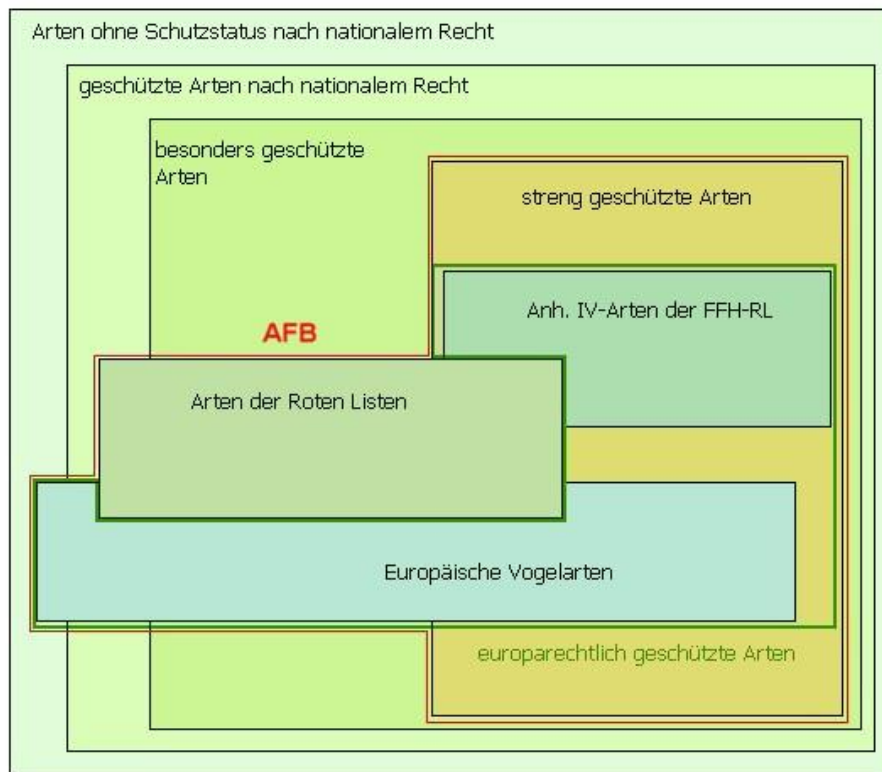 Arten ohne Schutzstatus nach nationalem Recht
geschützte Arten nach nationalem Recht
besonders geschützte
Arten
streng geschützte Arten
Anh. IV-Arten der FFH-RL
AFB
Arten der Roten Listen
Europäische Vogelarten
europarechtlich geschützte Arten